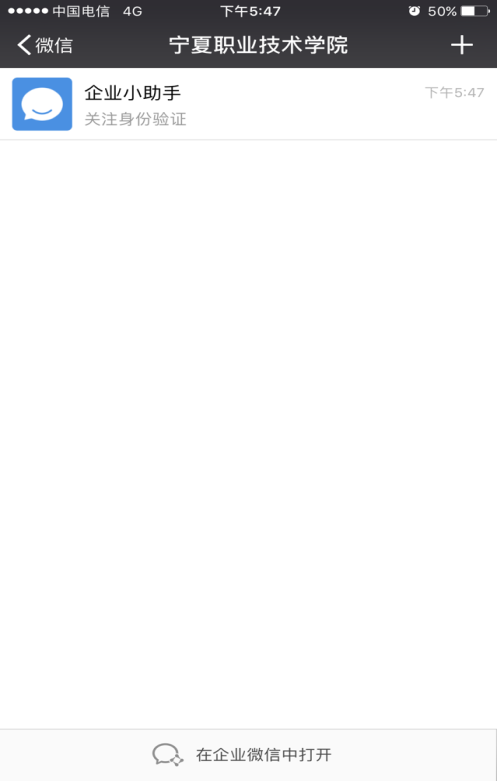 中国电信 4G 下午5:47 50%
微信 宁夏职业技术学院
企业小助手 下午5:47
关注身份验证
在企业微信中打开